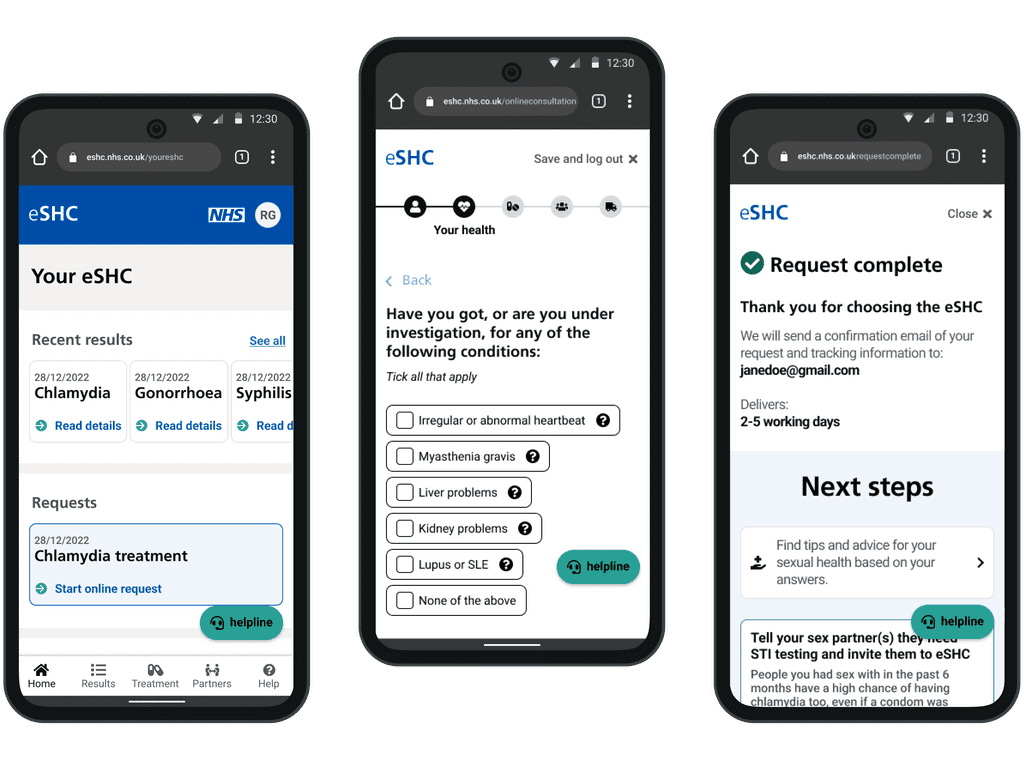 12:30
eshc.nhs.co.uk/youreshc
1
eSHC
NHS
RG
Your eSHC
Recent results
See all
28/12/2022
Chlamydia
Read details
28/12/2022
Gonorrhoea
Read details
28/12/2022
Syphilis
Read d
Requests
28/12/2022
Chlamydia treatment
Start online request
helpline
Home
Results
Treatment
Partners
Help
12:30
eshc.nhs.co.uk/onlineconsultation
1
eSHC
Save and log out
Your health
Back
Have you got, or are you under
investigation, for any of the
following conditions:
Tick all that apply
Irregular or abnormal heartbeat
Myasthenia gravis
Liver problems
Kidney problems
Lupus or SLE
None of the above
helpline
12:30
eshc.nhs.co.ukrequestcomplete
1
eSHC
Close
Request complete
Thank you for choosing the eSHC
We will send a confirmation email of your
request and tracking information to:
janedoe@gmail.com
Delivers:
2-5 working days
Next steps
Find tips and advice for your
sexual health based on your
answers.
helpline
Tell your sex partner(s) they need
STI testing and invite them to eSHC
People you had sex with in the past 6
months have a high chance of having
chlamydia too, even if a condom was